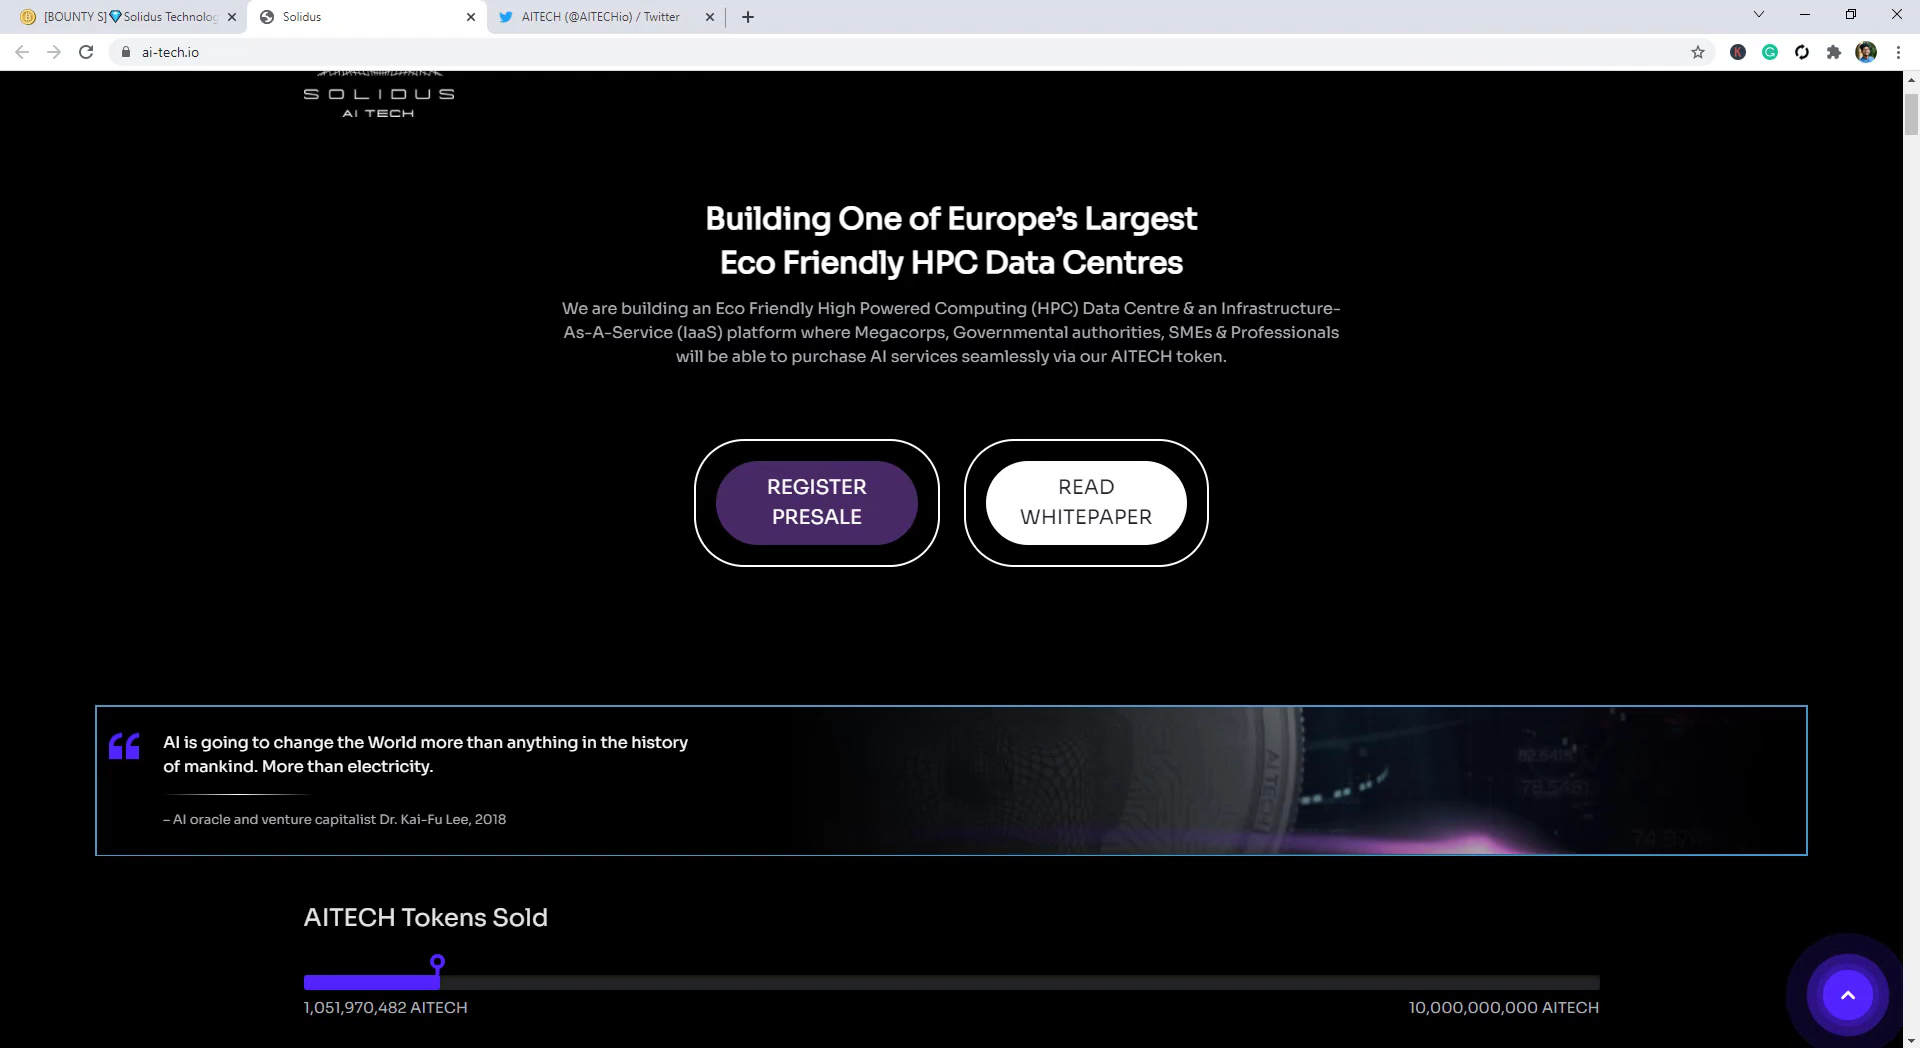 [BOUNTY S]💎Solidus Technolog
Solidus
AITECH (@AITECHio) / Twitter
ai-tech.io
SOLIDUS
AI TECH
Building One of Europe’s Largest
Eco Friendly HPC Data Centres
We are building an Eco Friendly High Powered Computing (HPC) Data Centre & an Infrastructure-
As-A-Service (IaaS) platform where Megacorps, Governmental authorities, SMEs & Professionals
will be able to purchase AI services seamlessly via our AITECH token.
REGISTER
PRESALE
READ
WHITEPAPER
AI is going to change the World more than anything in the history
of mankind. More than electricity.
– AI oracle and venture capitalist Dr. Kai-Fu Lee, 2018
AITECH
AITECH Tokens Sold
1,051,970,482 AITECH
10,000,000,000 AITECH